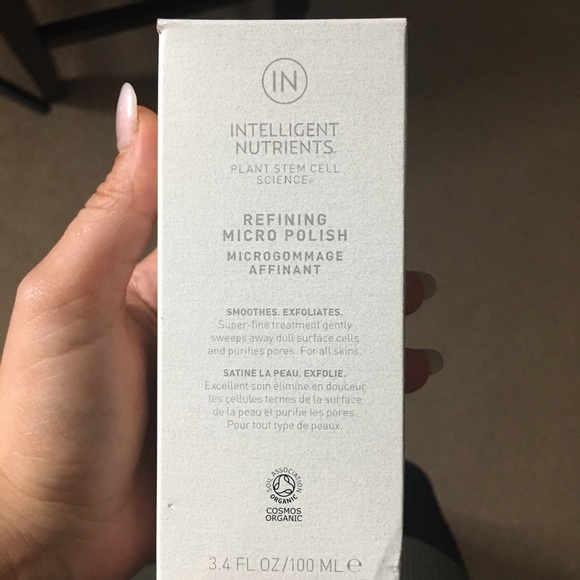 IN
INTELLIGENT
NUTRIENTS®
PLANT STEM CELL
SCIENCE®
REFINING
MICRO POLISH
MICROGOMMAGE
AFFINANT
SMOOTHES. EXFOLIATES.
Super-fine treatment gently
sweeps away dull surface cells
and purifies pores. For all skins.
SATINE LA PEAU. EXFOLIE.
Excellent soin élimine en douceur
les cellules ternes de la surface
de la peau et purifie les pores.
Pour tout type de peaux.
SOIL ASSOCIATION
ORGANIC
COSMOS
ORGANIC
3.4 FL OZ/100 ML ℮